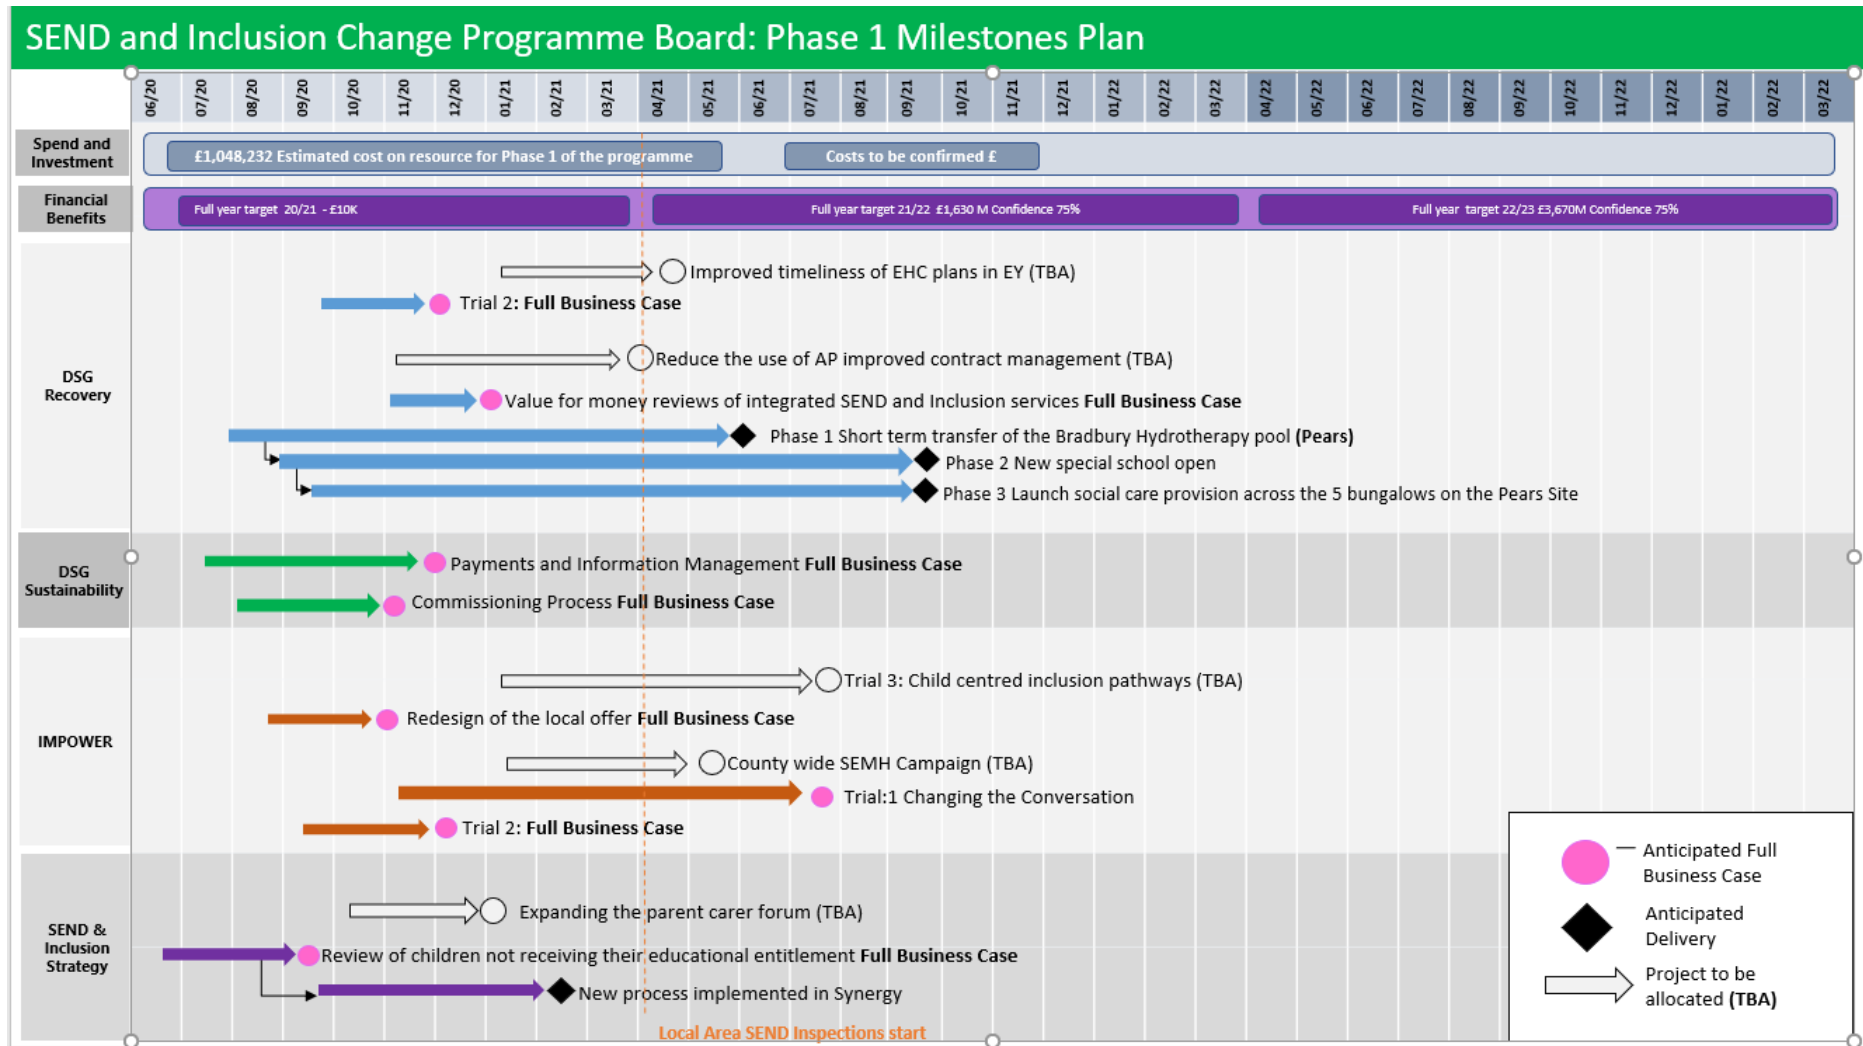 SEND and Inclusion Change Programme Board: Phase 1 Milestones Plan
06/20 07/20 08/20 09/20 10/20 11/20 12/20 01/21 02/21 03/21 04/21 05/21 06/21 07/21 08/21 09/21 10/21 11/21 12/21 01/22 02/22 03/22 04/22 05/22 06/22 07/22 08/22 09/22 10/22 11/22 12/22 01/22 02/22 03/22
Spend and
Investment
£1,048,232 Estimated cost on resource for Phase 1 of the programme
Costs to be confirmed £
Financial
Benefits
Full year target 20/21 - £10K
Full year target 21/22 £1,630 M Confidence 75%
Full year target 22/23 £3,670M Confidence 75%
DSG
Recovery
Improved timeliness of EHC plans in EY (TBA)
Trial 2: Full Business Case
Reduce the use of AP improved contract management (TBA)
Value for money reviews of integrated SEND and Inclusion services Full Business Case
Phase 1 Short term transfer of the Bradbury Hydrotherapy pool (Pears)
Phase 2 New special school open
Phase 3 Launch social care provision across the 5 bungalows on the Pears Site
DSG
Sustainability
Payments and Information Management Full Business Case
Commissioning Process Full Business Case
IMPOWER
Trial 3: Child centred inclusion pathways (TBA)
Redesign of the local offer Full Business Case
County wide SEMH Campaign (TBA)
Trial:1 Changing the Conversation
Trial 2: Full Business Case
SEND &
Inclusion
Strategy
Expanding the parent carer forum (TBA)
Review of children not receiving their educational entitlement Full Business Case
New process implemented in Synergy
Local Area SEND Inspections start
Anticipated Full
Business Case
Anticipated
Delivery
Project to be
allocated (TBA)